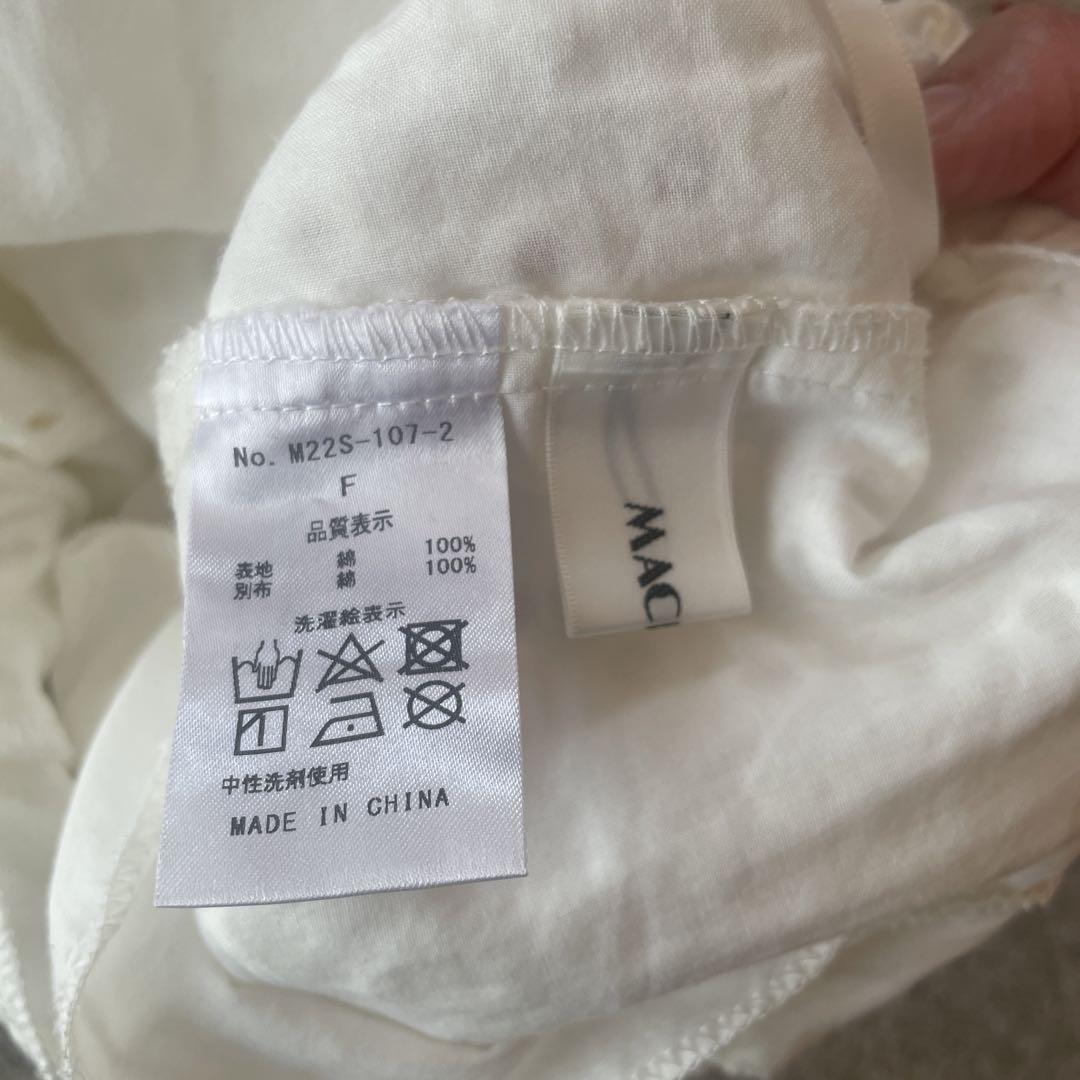 No. M22S-107-2
F
品質表示
表地 綿 100%
別布 綿 100%
洗濯絵表示
中性洗剤使用
MADE IN CHINA
MAC